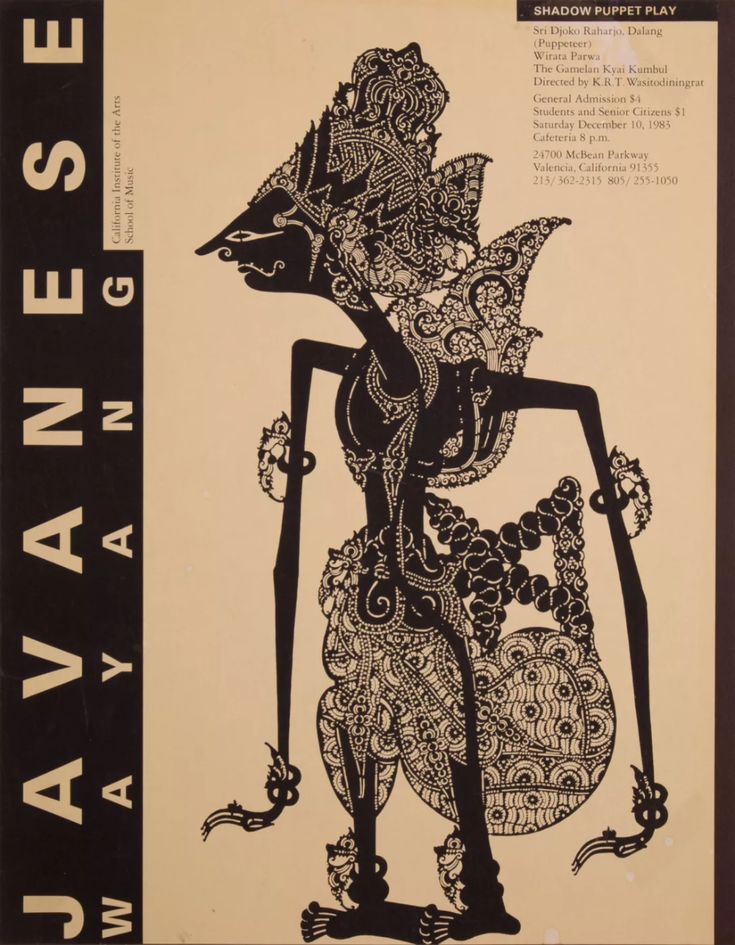 JAVANESE
WAYANG
California Institute of the Arts
School of Music
SHADOW PUPPET PLAY
Sri Djoko Raharjo, Dalang
(Puppeteer)
Wirata Parwa
The Gamelan Kyai Kumbul
Directed by K.R.T. Wasitodiningrat
General Admission $4
Students and Senior Citizens $1
Saturday December 10, 1983
Cafeteria 8 p.m.
24700 McBean Parkway
Valencia, California 91355
213/362-2315 805/255-1050